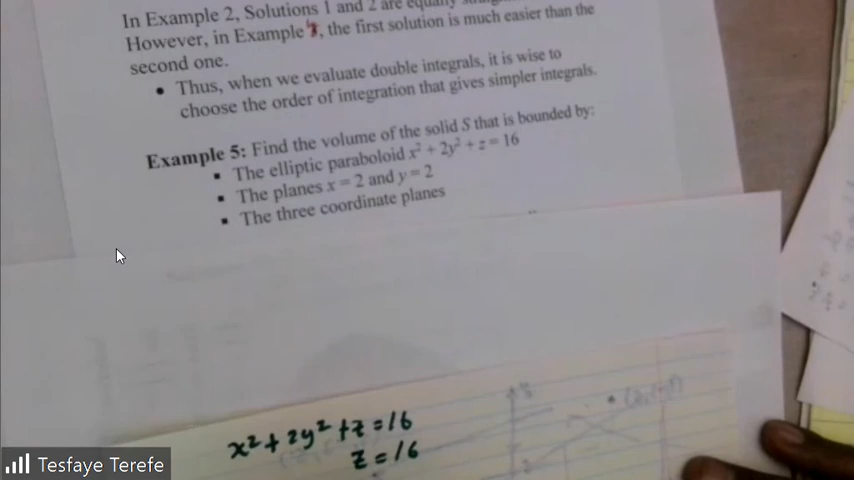 In Example 2, Solutions 1 and 2 are equally
However, in Example 4, the first solution is much easier than the
second one.
• Thus, when we evaluate double integrals, it is wise to
choose the order of integration that gives simpler integrals.
Example 5: Find the volume of the solid S that is bounded by:
▪ The elliptic paraboloid x² + 2y² + z = 16
▪ The planes x = 2 and y = 2
▪ The three coordinate planes
x² + 2y² + z = 16
z = 16
Tesfaye Terefe